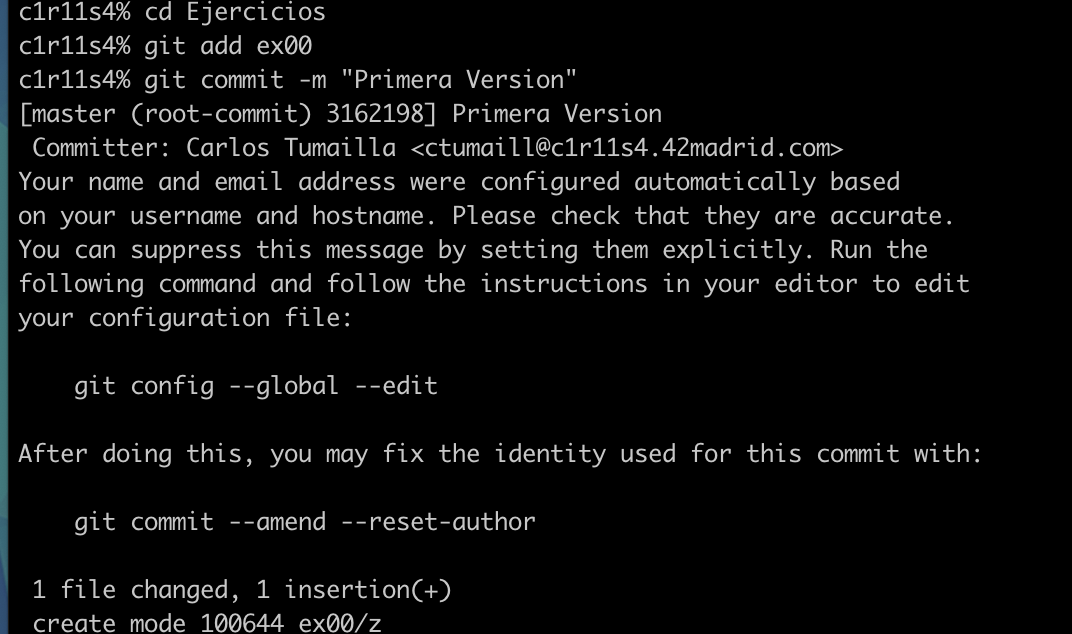 c1r11s4% cd Ejercicios
c1r11s4% git add ex00
c1r11s4% git commit -m "Primera Version"
[master (root-commit) 3162198] Primera Version
 Committer: Carlos Tumailla <ctumaill@c1r11s4.42madrid.com>
Your name and email address were configured automatically based
on your username and hostname. Please check that they are accurate.
You can suppress this message by setting them explicitly. Run the
following command and follow the instructions in your editor to edit
your configuration file:

    git config --global --edit

After doing this, you may fix the identity used for this commit with:

    git commit --amend --reset-author

 1 file changed, 1 insertion(+)
 create mode 100644 ex00/z